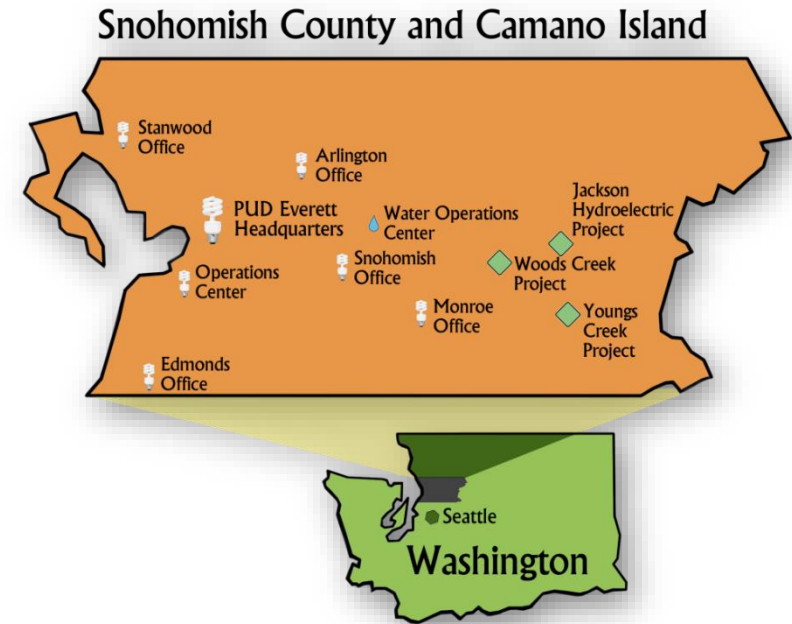 Snohomish County and Camano Island
Stanwood
Office
Arlington
Office
PUD Everett
Headquarters
Water Operations
Center
Jackson
Hydroelectric
Project
Operations
Center
Snohomish
Office
Woods Creek
Project
Monroe
Office
Youngs
Creek
Project
Edmonds
Office
Seattle
Washington